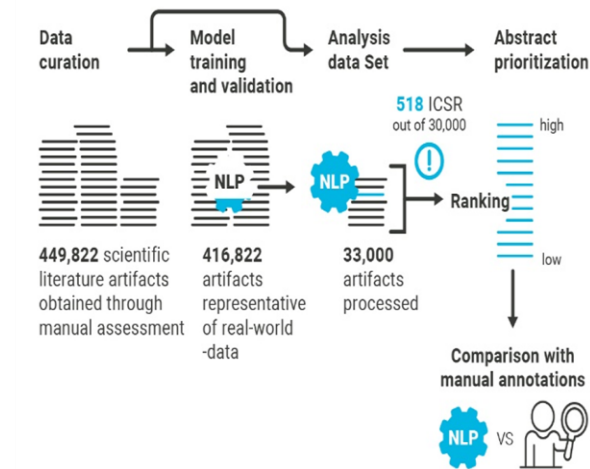 Data
curation
Model
training
and validation
Analysis
data Set
Abstract
prioritization
518 ICSR
out of 30,000
high
NLP
NLP
Ranking
low
449,822 scientific
literature artifacts
obtained through
manual assessment
416,822
artifacts
representative
of real-world
-data
33,000
artifacts
processed
Comparison with
manual annotations
NLP
VS